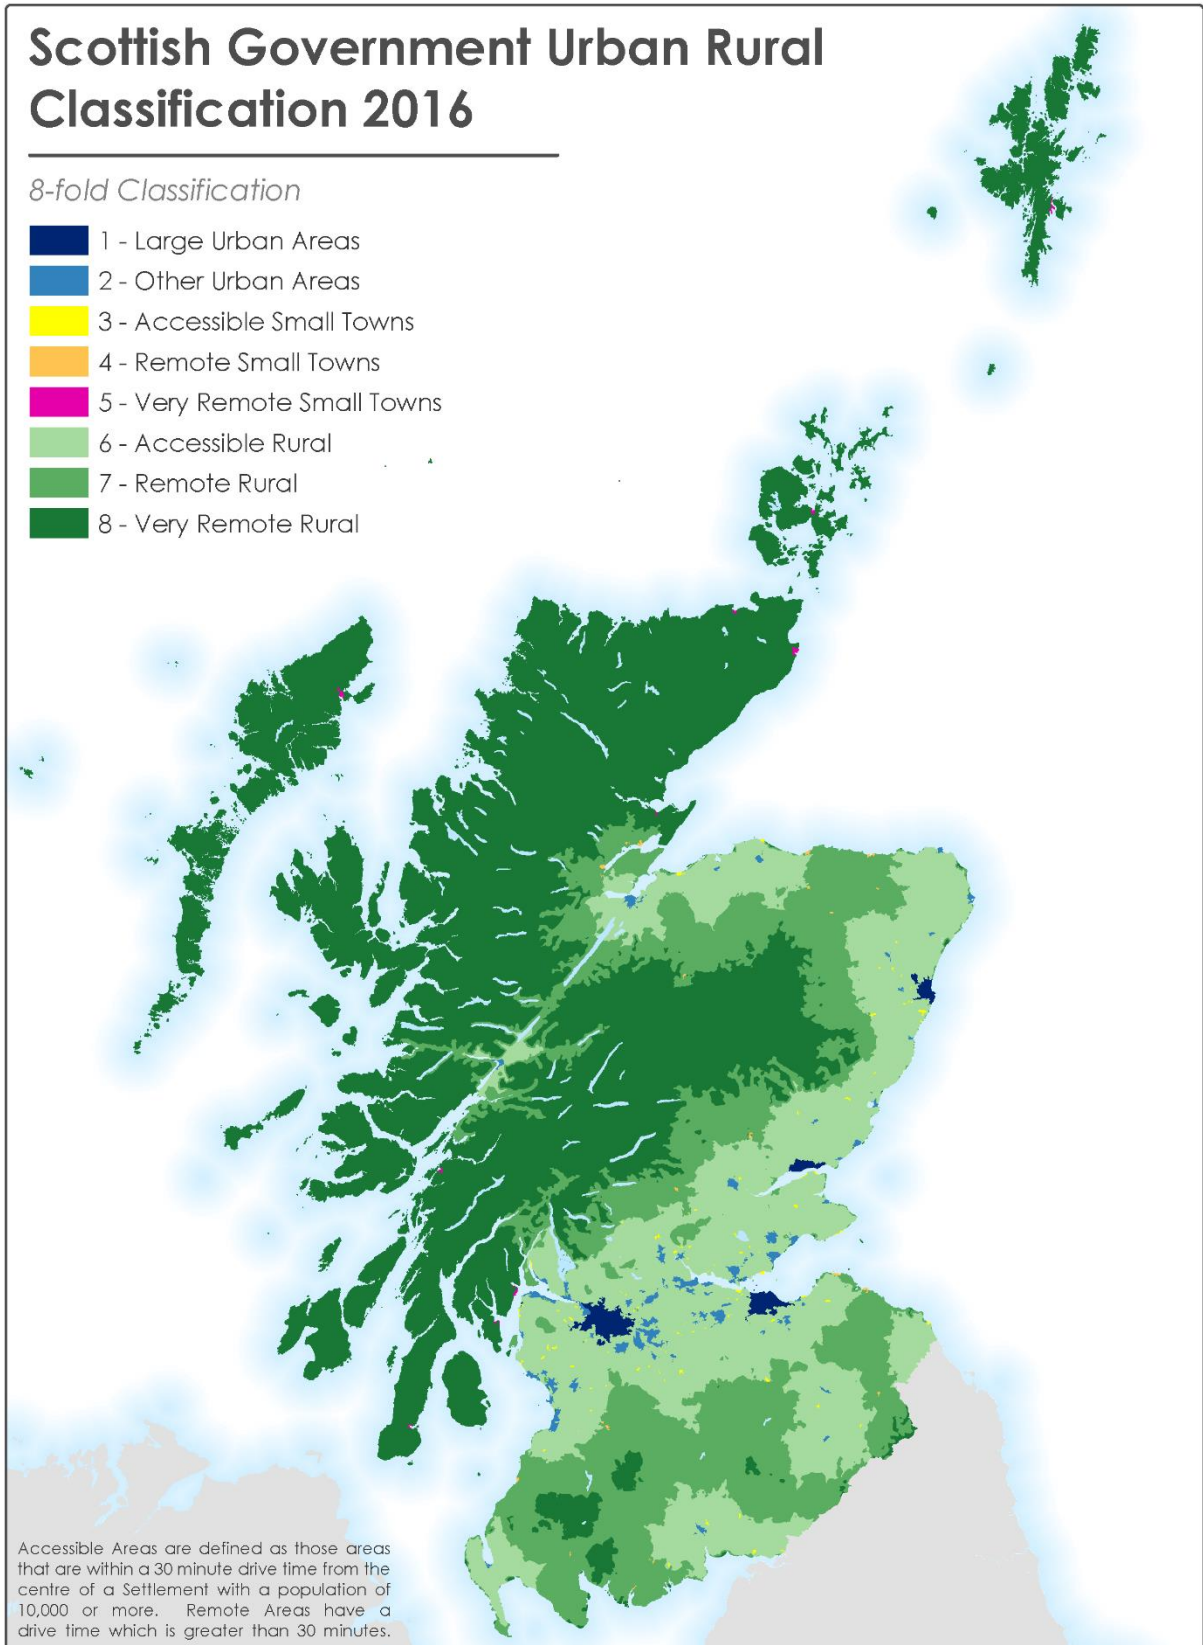 Scottish Government Urban Rural
Classification 2016
8-fold Classification
1 - Large Urban Areas
2 - Other Urban Areas
3 - Accessible Small Towns
4 - Remote Small Towns
5 - Very Remote Small Towns
6 - Accessible Rural
7 - Remote Rural
8 - Very Remote Rural
Accessible Areas are defined as those areas
that are within a 30 minute drive time from the
centre of a Settlement with a population of
10,000 or more. Remote Areas have a
drive time which is greater than 30 minutes.